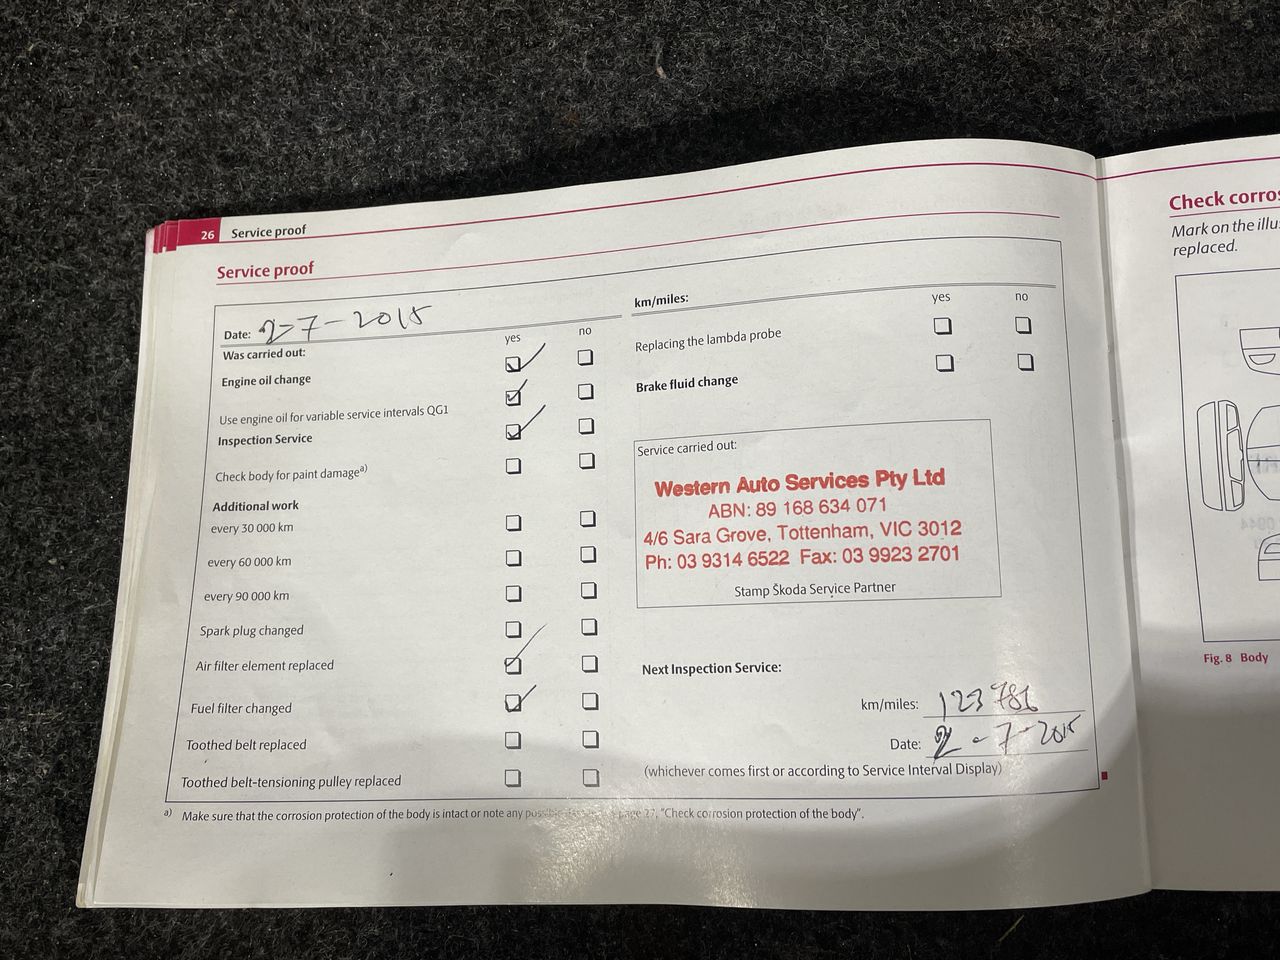 26 Service proof
Service proof
Date: 2-7-2015
Was carried out: yes no
Engine oil change
Use engine oil for variable service intervals QG1
Inspection Service
Check body for paint damage a)
Additional work
every 30 000 km
every 60 000 km
every 90 000 km
Spark plug changed
Air filter element replaced
Fuel filter changed
Toothed belt replaced
Toothed belt-tensioning pulley replaced
km/miles:
yes no
Replacing the lambda probe
Brake fluid change
Service carried out:
Western Auto Services Pty Ltd
ABN: 89 168 634 071
4/6 Sara Grove, Tottenham, VIC 3012
Ph: 03 9314 6522 Fax: 03 9923 2701
Stamp Škoda Service Partner
Next Inspection Service:
km/miles: 123786
Date: 2-7-2015
(whichever comes first or according to Service Interval Display)
a) Make sure that the corrosion protection of the body is intact or note any page 27, "Check corrosion protection of the body".
Check
Mark on the
replaced.
Fig. 8 Body